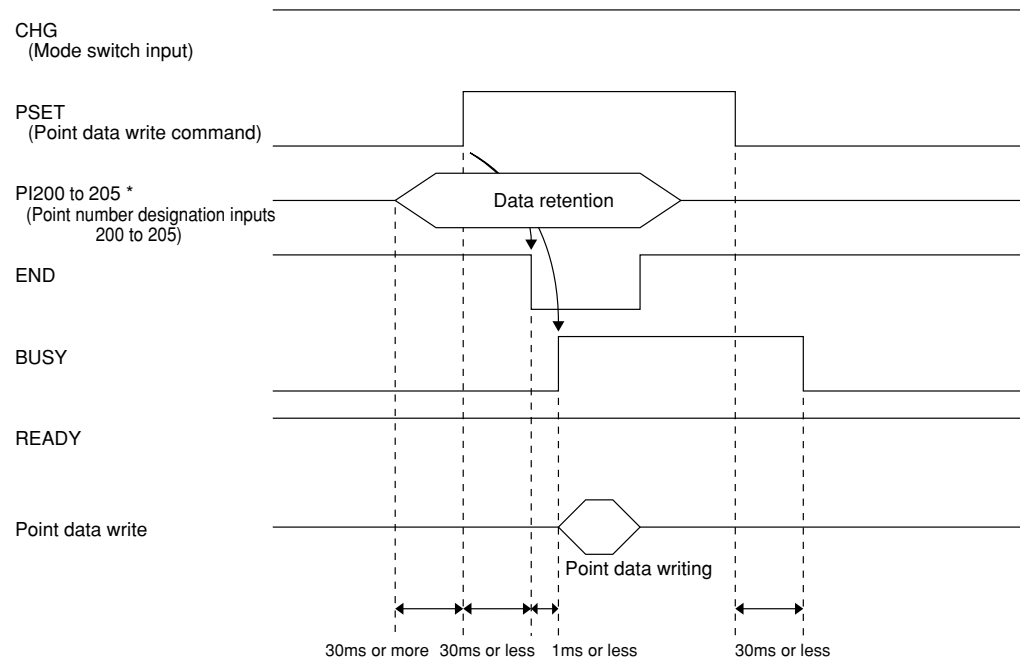 CHG
(Mode switch input)
PSET
(Point data write command)
PI200 to 205 *
(Point number designation inputs
200 to 205)
Data retention
END
BUSY
READY
Point data write
Point data writing
30ms or more 30ms or less 1ms or less 30ms or less